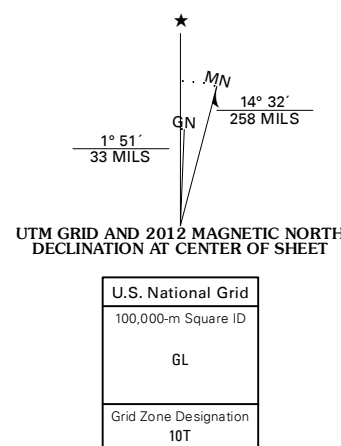 ★
MN
GN
14° 32´
258 MILS
1° 51´
33 MILS
UTM GRID AND 2012 MAGNETIC NORTH
DECLINATION AT CENTER OF SHEET
U.S. National Grid
100,000-m Square ID
GL
Grid Zone Designation
10T